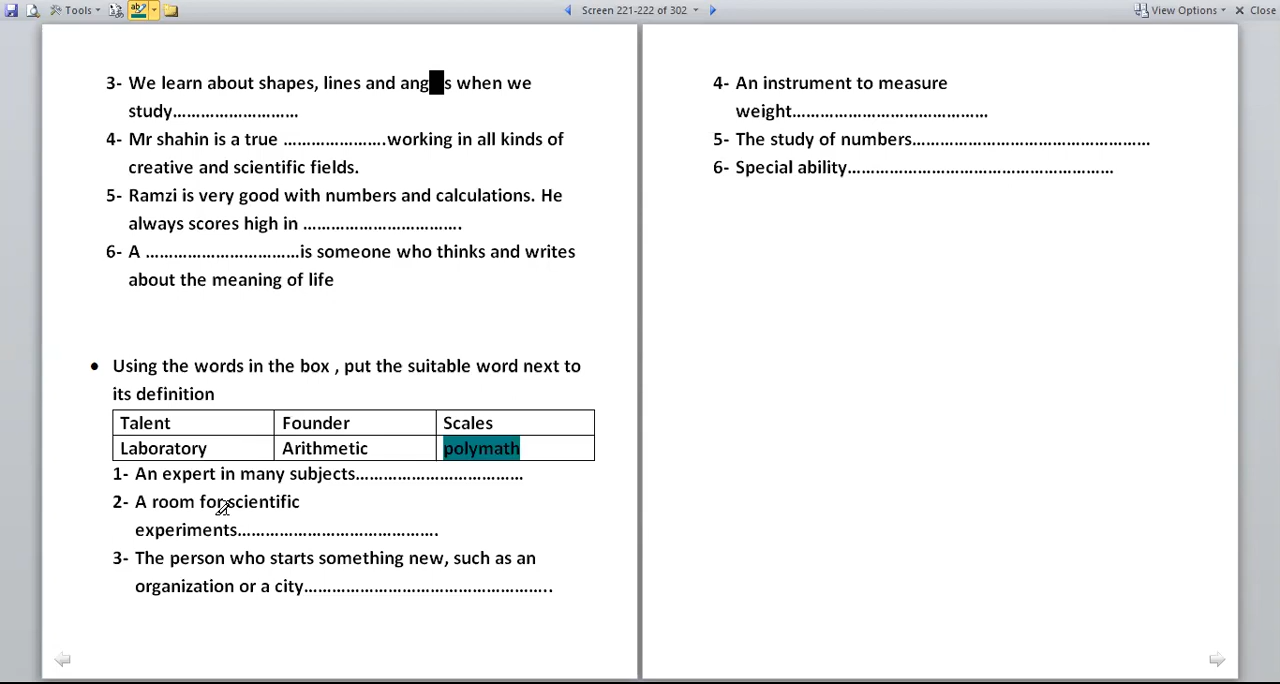 Tools
Screen 221-222 of 302
View Options
Close
3- We learn about shapes, lines and ang s when we
study...........................
4- Mr shahin is a true ......................working in all kinds of
creative and scientific fields.
5- Ramzi is very good with numbers and calculations. He
always scores high in ..................................
6- A .................................is someone who thinks and writes
about the meaning of life
• Using the words in the box , put the suitable word next to
its definition
Talent Founder Scales
Laboratory Arithmetic polymath
1- An expert in many subjects....................................
2- A room for scientific
experiments...........................................
3- The person who starts something new, such as an
organization or a city.....................................................
4- An instrument to measure
weight..........................................
5- The study of numbers...................................................
6- Special ability.........................................................